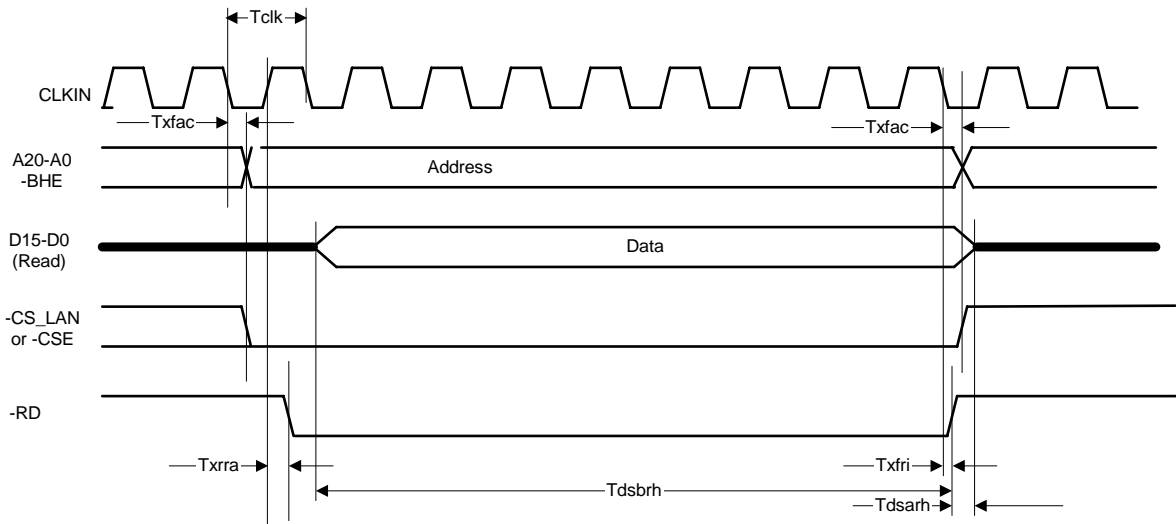 Tclk
CLKIN
Txfac
Txfac
A20-A0
-BHE
Address
D15-D0
(Read)
Data
-CS_LAN
or -CSE
-RD
Txrra
Txfri
Tdsbrh
Tdsarh